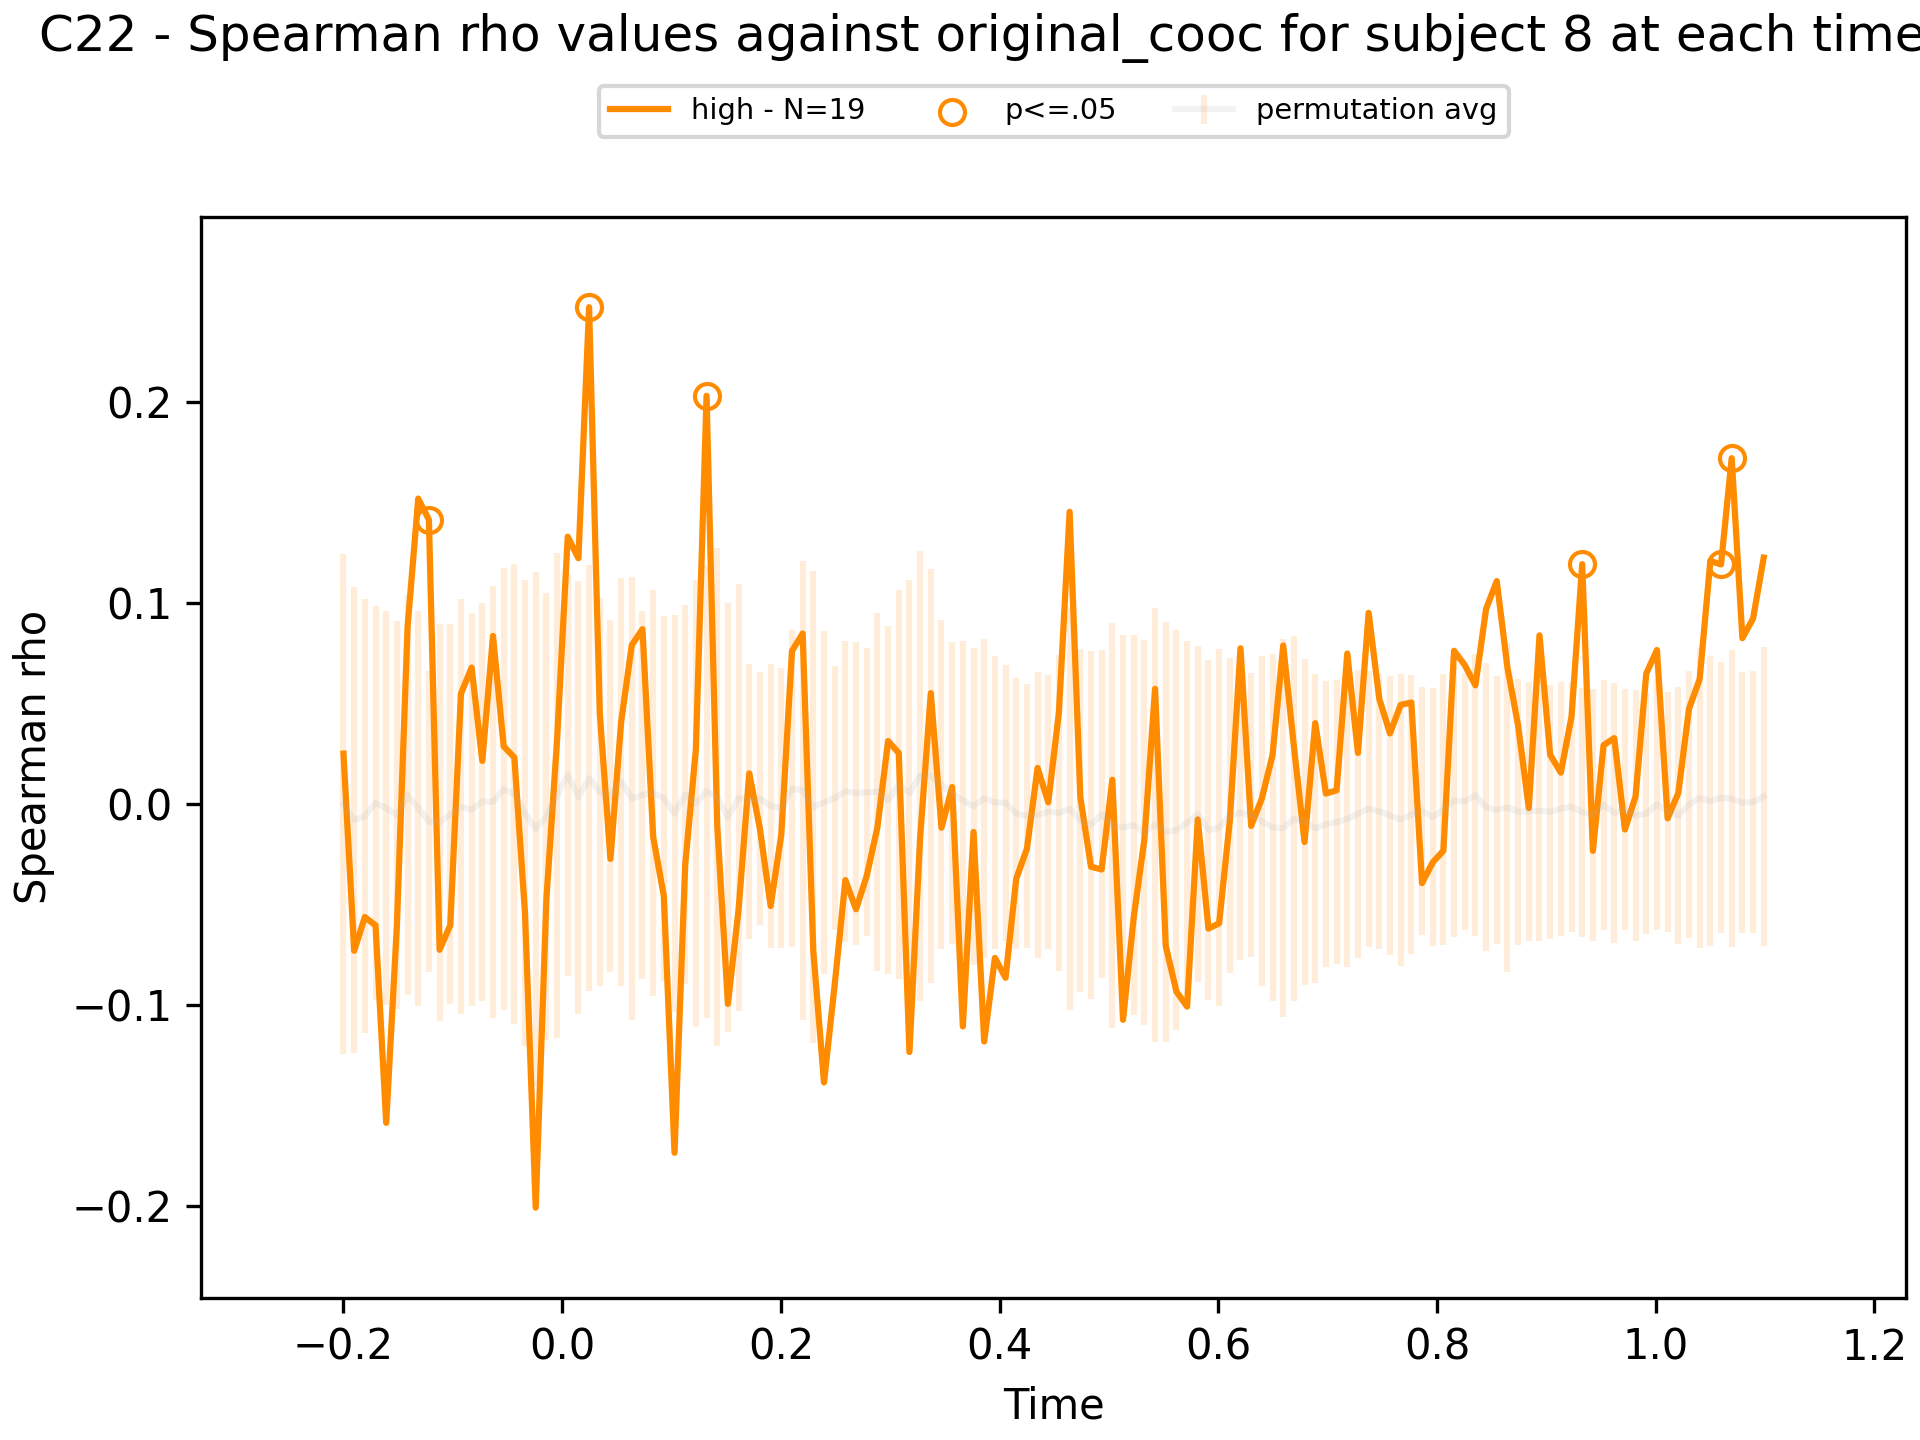 C22 - Spearman rho values against original_cooc for subject 8 at each time
high - N=19 p<=.05 permutation avg
Spearman rho
0.2
0.1
0.0
−0.1
−0.2
−0.2 0.0 0.2 0.4 0.6 0.8 1.0 1.2
Time